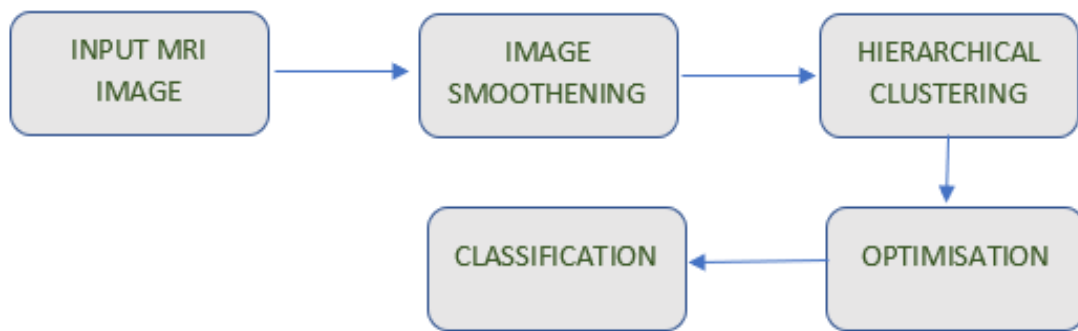 INPUT MRI
IMAGE
IMAGE
SMOOTHENING
HIERARCHICAL
CLUSTERING
OPTIMISATION
CLASSIFICATION